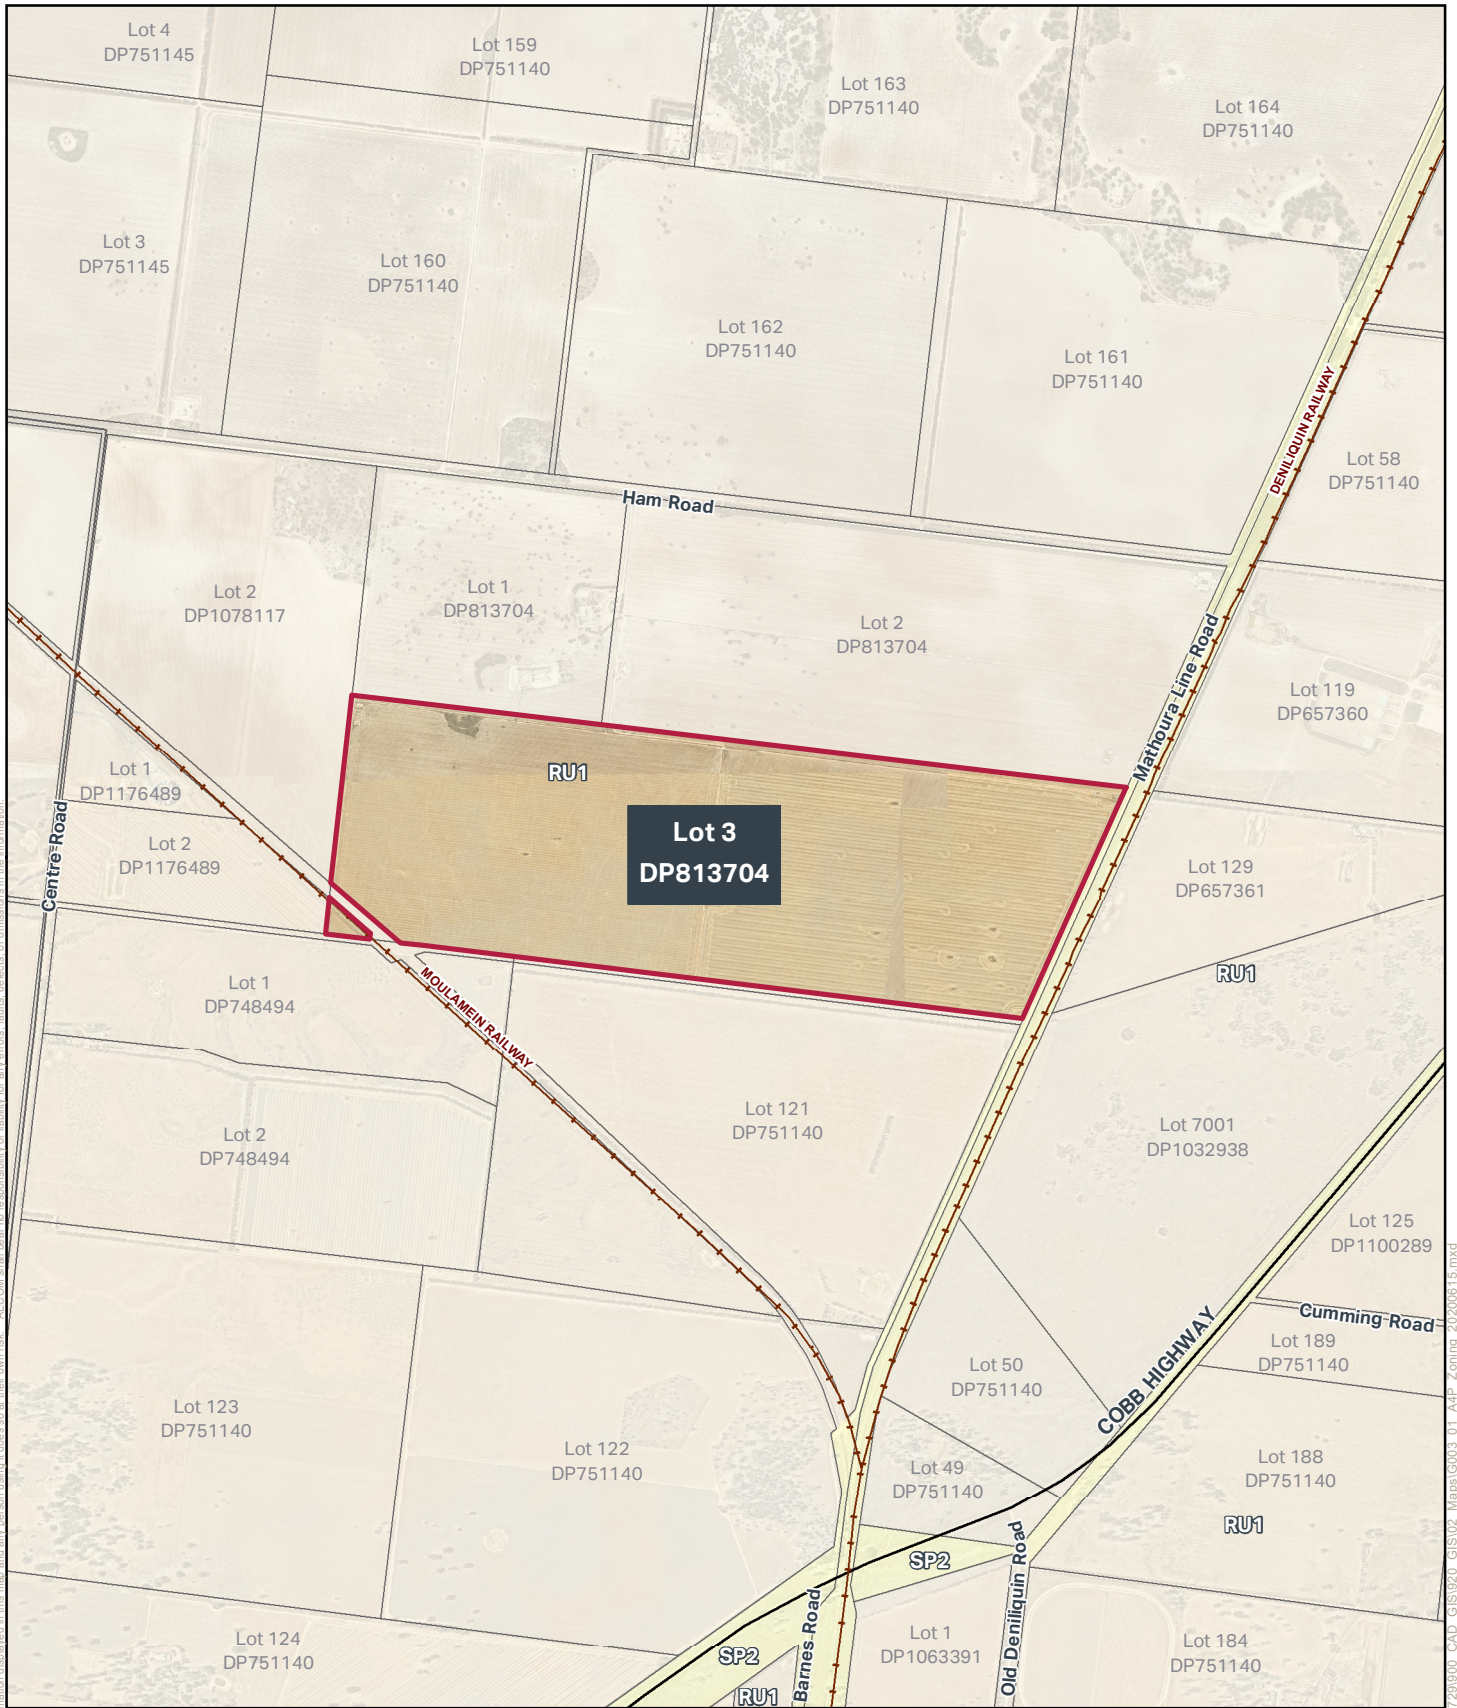 Lot 4
DP751145
Lot 159
DP751140
Lot 163
DP751140
Lot 164
DP751140
Lot 3
DP751145
Lot 160
DP751140
Lot 162
DP751140
Lot 161
DP751140
DENILIQUIN RAILWAY
Lot 58
DP751140
Ham Road
Lot 2
DP1078117
Lot 1
DP813704
Lot 2
DP813704
Mathoura Line Road
Lot 119
DP657360
Lot 1
DP1176489
RU1
Lot 3
DP813704
Centre Road
Lot 2
DP1176489
Lot 129
DP657361
RU1
Lot 1
DP748494
MOULAMEIN RAILWAY
Lot 121
DP751140
Lot 7001
DP1032938
Lot 2
DP748494
Lot 125
DP1100289
Cumming Road
Lot 189
DP751140
COBB HIGHWAY
Lot 50
DP751140
Lot 123
DP751140
Lot 122
DP751140
Lot 49
DP751140
Lot 188
DP751140
RU1
SP2
Old Deniliquin Road
Barnes Road
Lot 124
DP751140
SP2
RU1
Lot 1
DP1063391
Lot 184
DP751140
729\900_CAD_GIS\920_GIS\02_Maps\G003_01_A4P_Zoning_20200615.mxd